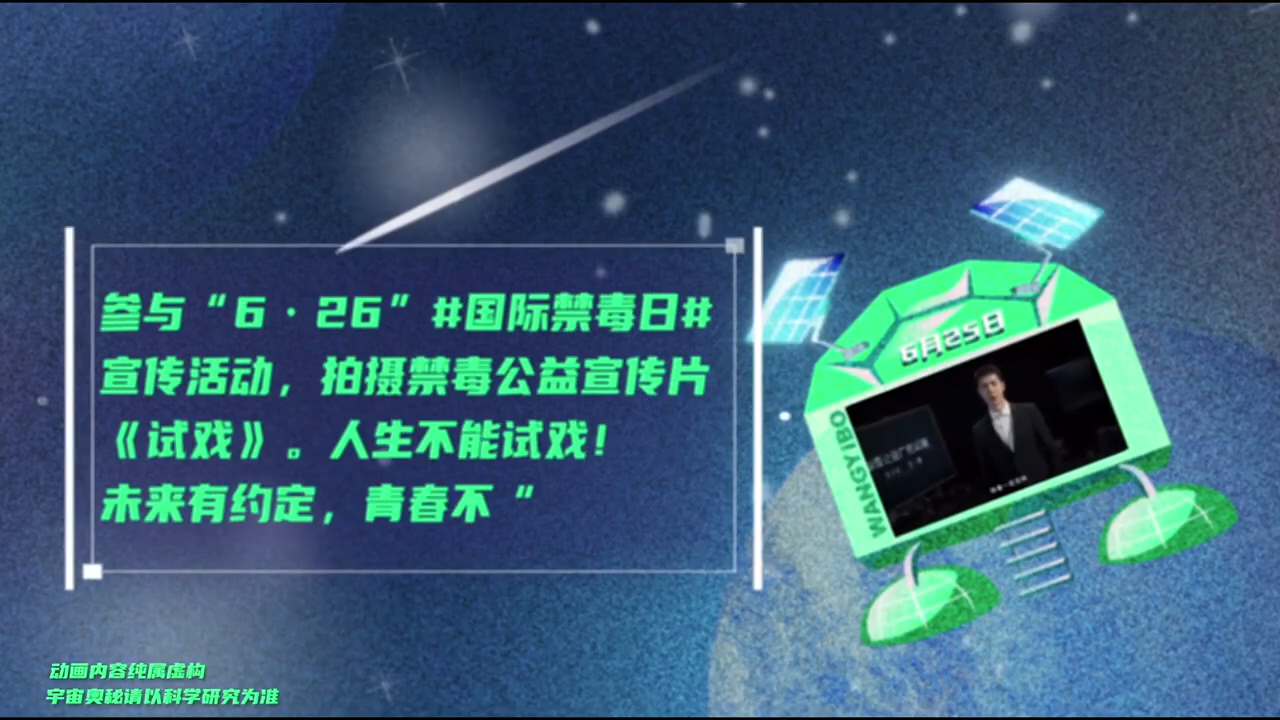 参与“6·26”#国际禁毒日#
宣传活动，拍摄禁毒公益宣传片
《试戏》。人生不能试戏！
未来有约定，青春不“
6月25日
WANGYIBO
动画内容纯属虚构
宇宙奥秘请以科学研究为准